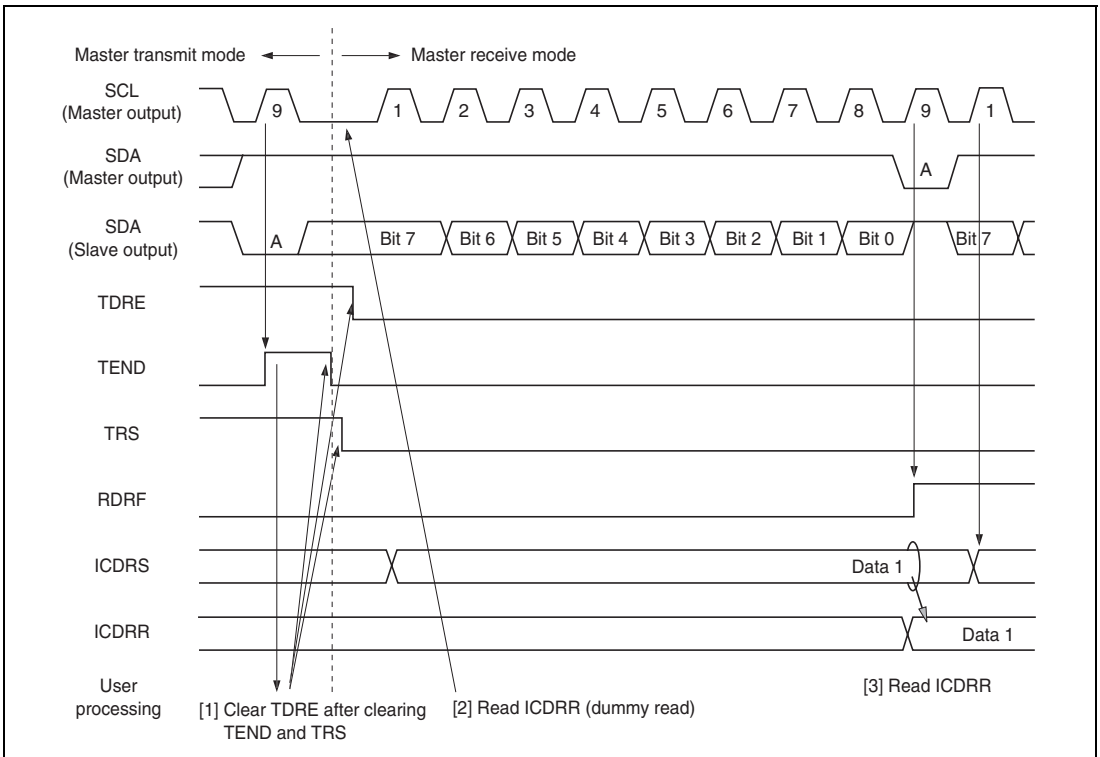 Master transmit mode
Master receive mode
SCL
(Master output)
9
1
2
3
4
5
6
7
8
9
1
SDA
(Master output)
A
SDA
(Slave output)
A
Bit 7
Bit 6
Bit 5
Bit 4
Bit 3
Bit 2
Bit 1
Bit 0
Bit 7
TDRE
TEND
TRS
RDRF
ICDRS
Data 1
ICDRR
Data 1
User
processing
[1] Clear TDRE after clearing
TEND and TRS
[2] Read ICDRR (dummy read)
[3] Read ICDRR